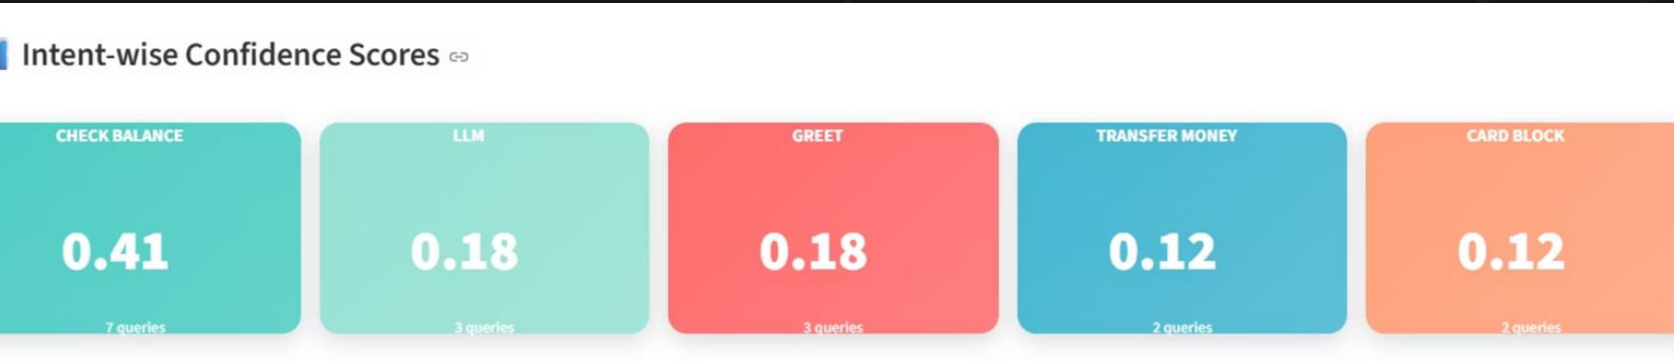 Intent-wise Confidence Scores
CHECK BALANCE
0.41
7 queries
LLM
0.18
3 queries
GREET
0.18
3 queries
TRANSFER MONEY
0.12
2 queries
CARD BLOCK
0.12
2 queries